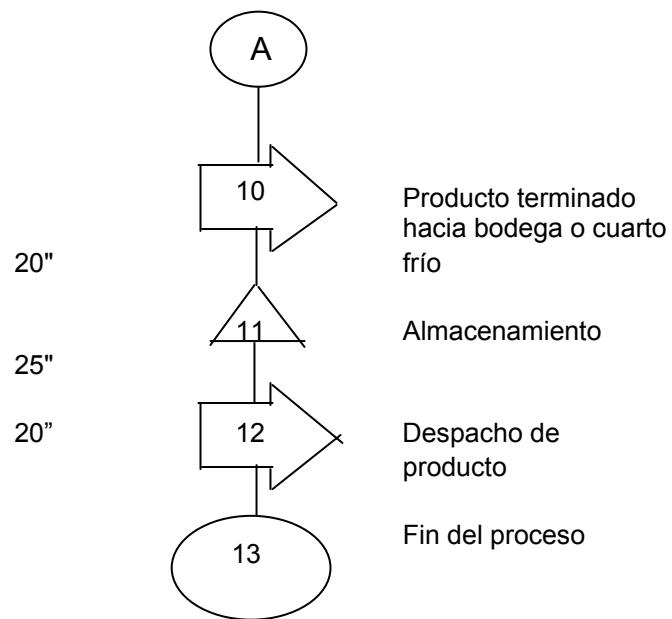 A
10
Producto terminado
hacia bodega o cuarto
20" frío
11 Almacenamiento
25"
20” 12 Despacho de
producto
Fin del proceso
13